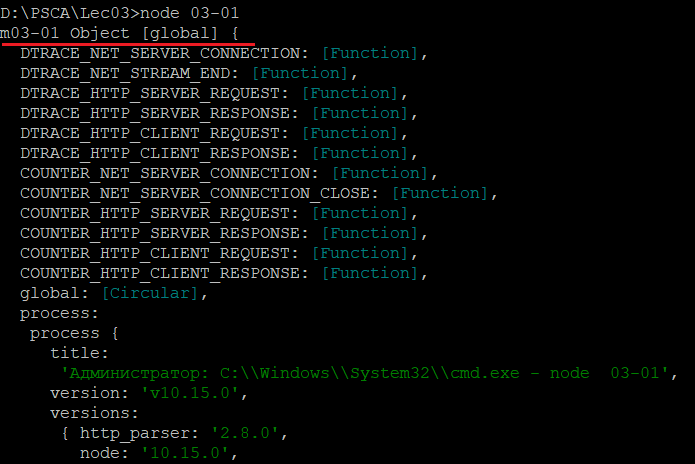 D:\PSCA\Lec03>node 03-01
m03-01 Object [global] {
DTRACE_NET_SERVER_CONNECTION: [Function],
DTRACE_NET_STREAM_END: [Function],
DTRACE_HTTP_SERVER_REQUEST: [Function],
DTRACE_HTTP_SERVER_RESPONSE: [Function],
DTRACE_HTTP_CLIENT_REQUEST: [Function],
DTRACE_HTTP_CLIENT_RESPONSE: [Function],
COUNTER_NET_SERVER_CONNECTION: [Function],
COUNTER_NET_SERVER_CONNECTION_CLOSE: [Function],
COUNTER_HTTP_SERVER_REQUEST: [Function],
COUNTER_HTTP_SERVER_RESPONSE: [Function],
COUNTER_HTTP_CLIENT_REQUEST: [Function],
COUNTER_HTTP_CLIENT_RESPONSE: [Function],
global: [Circular],
process:
process {
title:
'Администратор: C:\\Windows\\System32\\cmd.exe - node  03-01',
version: 'v10.15.0',
versions:
{ http_parser: '2.8.0',
node: '10.15.0',